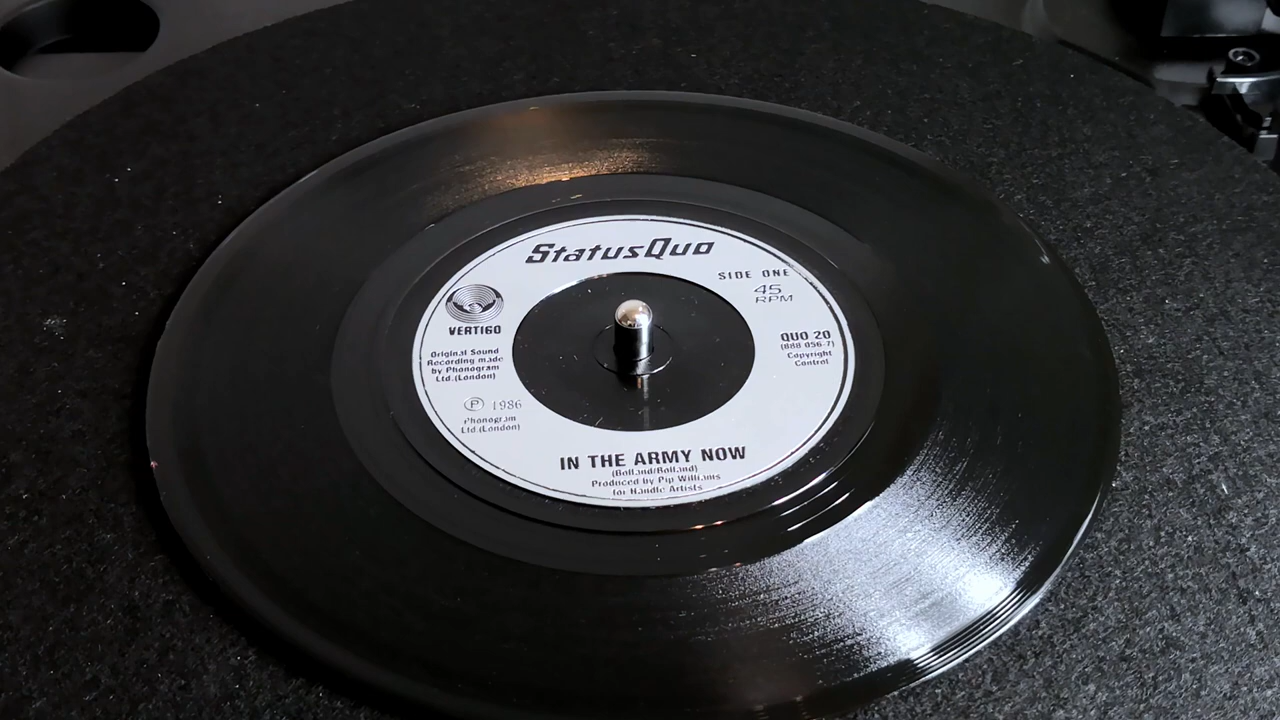 StatusQuo
SIDE ONE
45
RPM
VERTIGO
QUO 20
(888 056-7)
Copyright
Control
Original Sound
Recording made
by Phonogram
Ltd.(London)
Ⓟ 1986
Phonogram
Ltd.(London)
IN THE ARMY NOW
(Bolland/Bolland)
Produced by Pip Williams
for Handle Artists